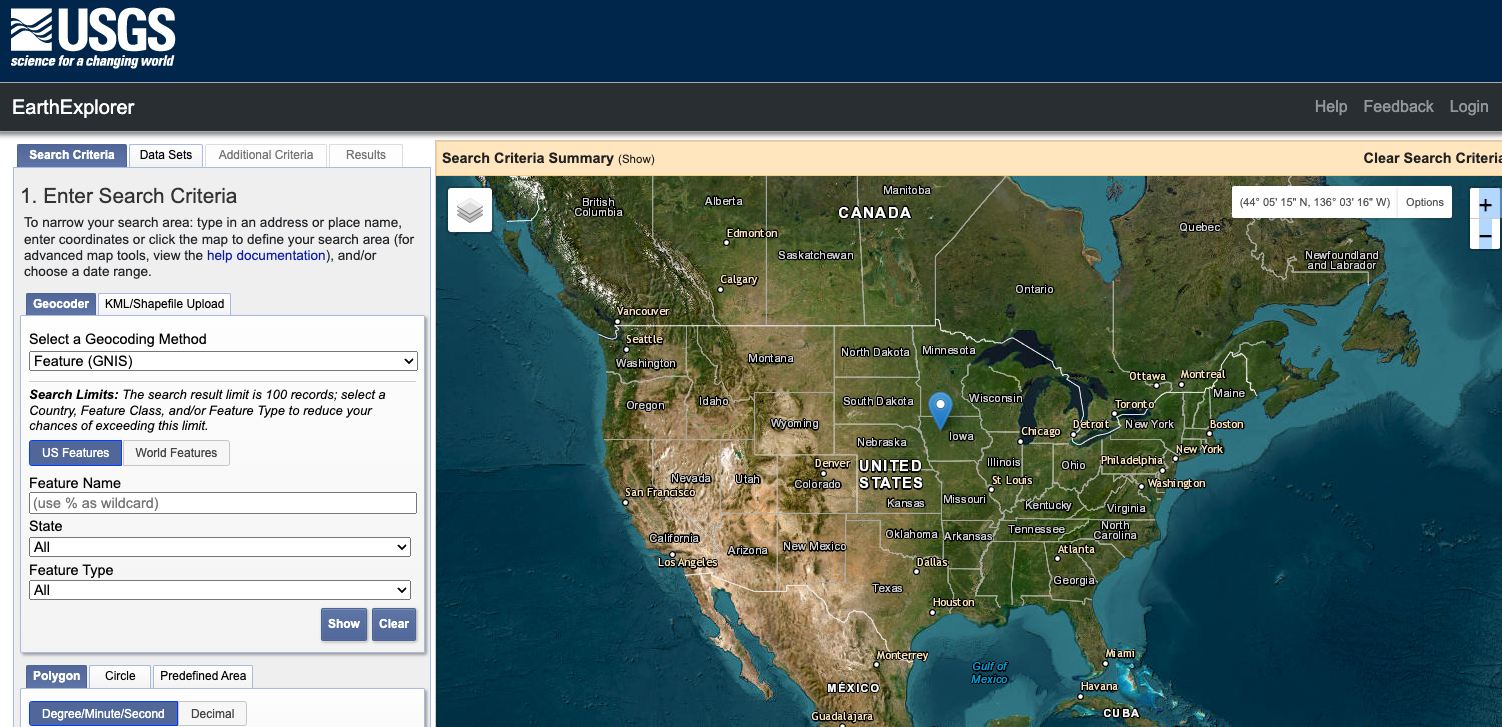 USGS
science for a changing world
EarthExplorer
Help Feedback Login
Search Criteria Data Sets Additional Criteria Results
1. Enter Search Criteria
To narrow your search area: type in an address or place name,
enter coordinates or click the map to define your search area (for
advanced map tools, view the help documentation), and/or
choose a date range.
Geocoder KML/Shapefile Upload
Select a Geocoding Method
Feature (GNIS)
Search Limits: The search result limit is 100 records; select a
Country, Feature Class, and/or Feature Type to reduce your
chances of exceeding this limit.
US Features World Features
Feature Name
(use % as wildcard)
State
All
Feature Type
All
Show Clear
Polygon Circle Predefined Area
Degree/Minute/Second Decimal
Search Criteria Summary (Show)
Clear Search Criteria
(44° 05' 15" N, 136° 03' 16" W) Options
+
−
British
Columbia
Alberta
Manitoba
CANADA
Edmonton
Saskatchewan
Quebec
Newfoundland
and Labrador
Calgary
Ontario
Vancouver
Seattle
Washington
Montana
North Dakota
Minnesota
Ottawa
Montreal
Maine
Oregon
Idaho
Wyoming
South Dakota
Wisconsin
Toronto
Detroit
New York
Boston
Nebraska
Iowa
Chicago
New York
Denver
UNITED
STATES
Illinois
Ohio
Philadelphia
Nevada
Utah
Colorado
St Louis
Washington
San Francisco
Kansas
Missouri
Kentucky
Virginia
California
Arizona
New Mexico
Oklahoma
Arkansas
Tennessee
North
Carolina
Los Angeles
Dallas
Atlanta
Texas
Georgia
Houston
Monterrey
Gulf of
Mexico
Miami
MÉXICO
Havana
Guadalajara
CUBA